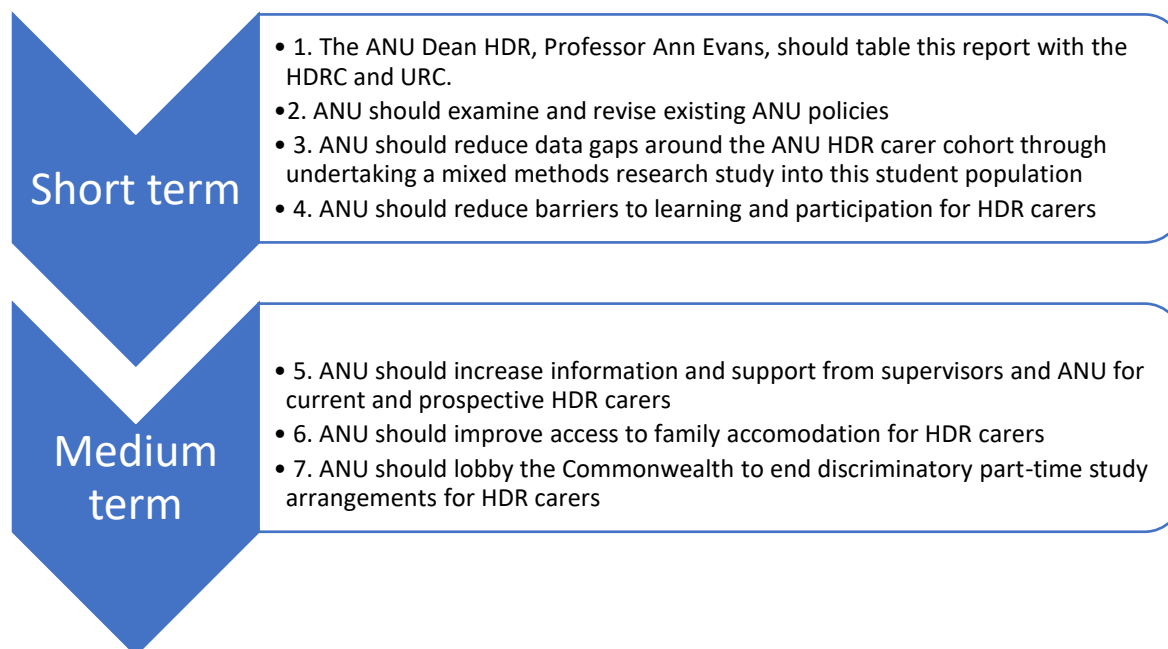 Short term
• 1. The ANU Dean HDR, Professor Ann Evans, should table this report with the
HDRC and URC.
•2. ANU should examine and revise existing ANU policies
• 3. ANU should reduce data gaps around the ANU HDR carer cohort through
undertaking a mixed methods research study into this student population
• 4. ANU should reduce barriers to learning and participation for HDR carers
Medium
term
• 5. ANU should increase information and support from supervisors and ANU for
current and prospective HDR carers
• 6. ANU should improve access to family accomodation for HDR carers
• 7. ANU should lobby the Commonwealth to end discriminatory part-time study
arrangements for HDR carers